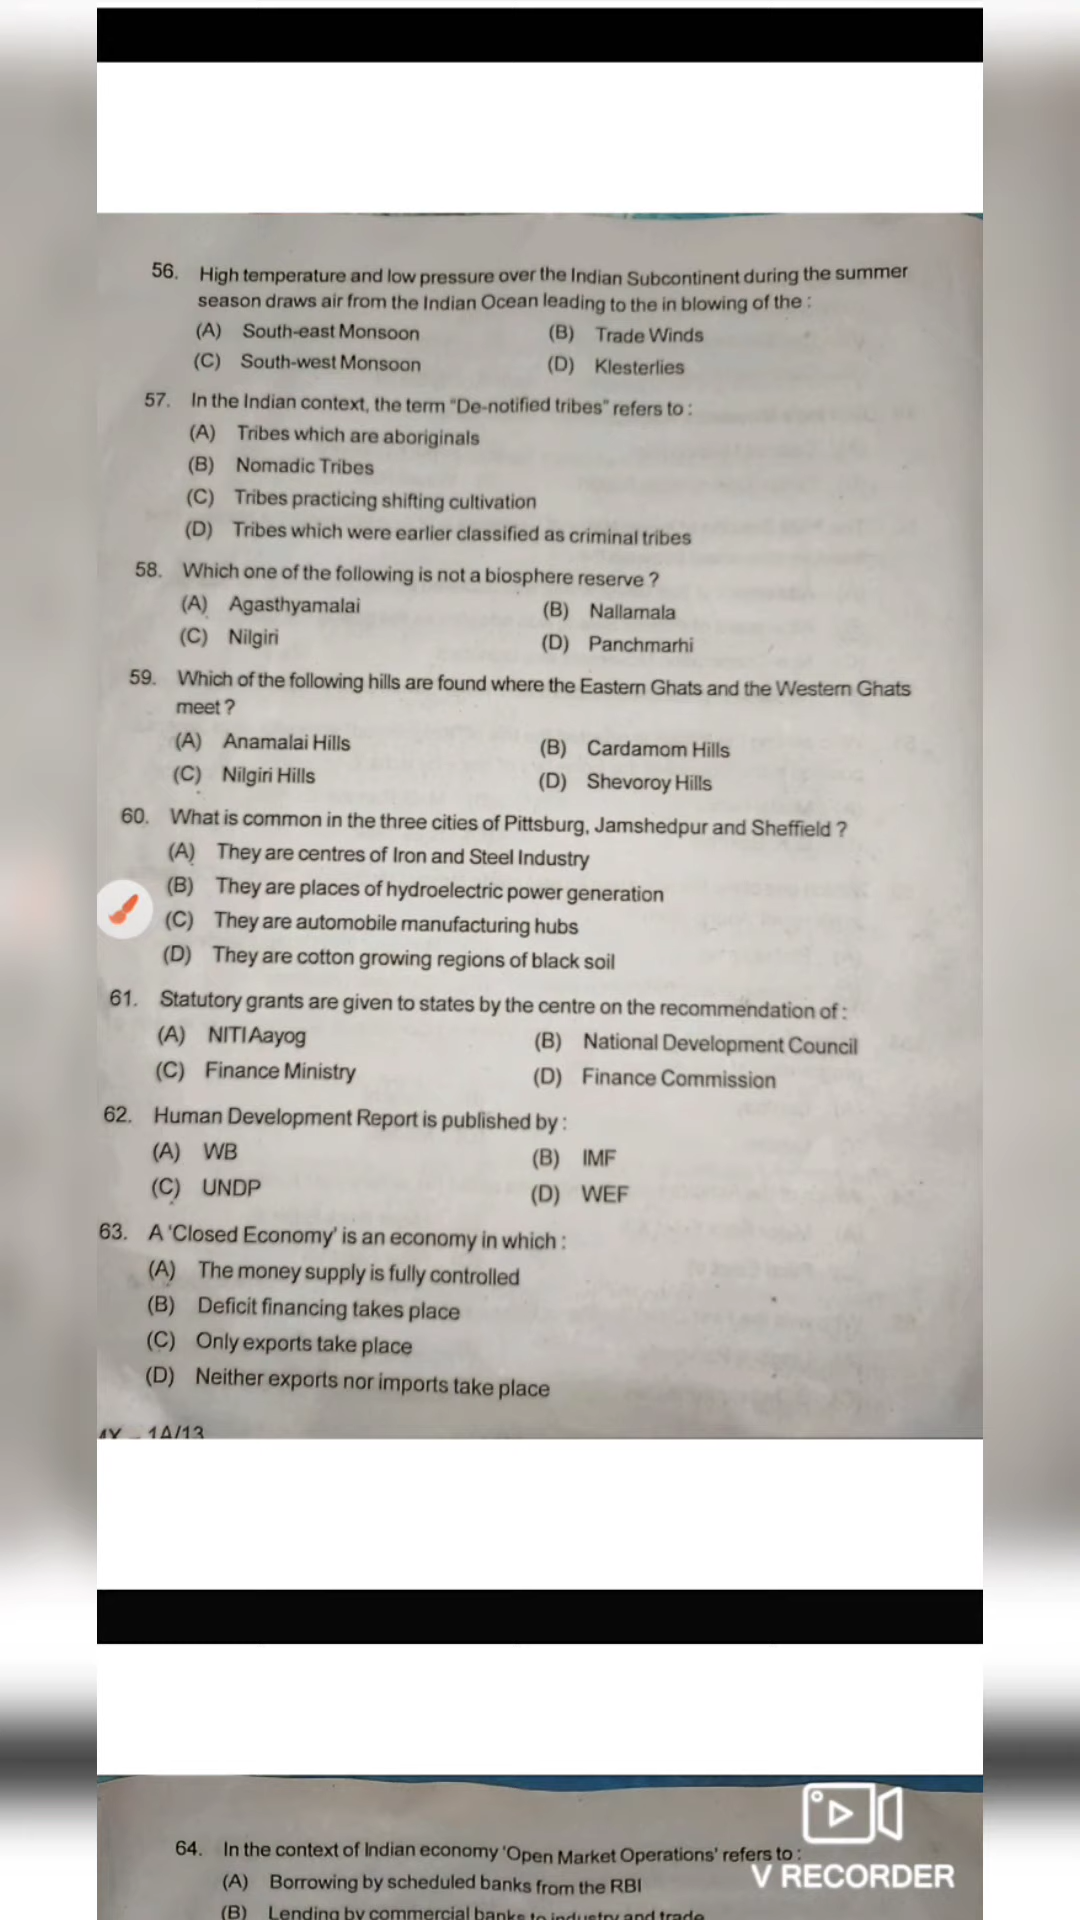 56. High temperature and low pressure over the Indian Subcontinent during the summer
season draws air from the Indian Ocean leading to the in blowing of the :
(A) South-east Monsoon (B) Trade Winds
(C) South-west Monsoon (D) Klesterlies
57. In the Indian context, the term "De-notified tribes" refers to :
(A) Tribes which are aboriginals
(B) Nomadic Tribes
(C) Tribes practicing shifting cultivation
(D) Tribes which were earlier classified as criminal tribes
58. Which one of the following is not a biosphere reserve ?
(A) Agasthyamalai (B) Nallamala
(C) Nilgiri (D) Panchmarhi
59. Which of the following hills are found where the Eastern Ghats and the Western Ghats
meet ?
(A) Anamalai Hills (B) Cardamom Hills
(C) Nilgiri Hills (D) Shevoroy Hills
60. What is common in the three cities of Pittsburg, Jamshedpur and Sheffield ?
(A) They are centres of Iron and Steel Industry
(B) They are places of hydroelectric power generation
(C) They are automobile manufacturing hubs
(D) They are cotton growing regions of black soil
61. Statutory grants are given to states by the centre on the recommendation of :
(A) NITI Aayog (B) National Development Council
(C) Finance Ministry (D) Finance Commission
62. Human Development Report is published by :
(A) WB (B) IMF
(C) UNDP (D) WEF
63. A 'Closed Economy' is an economy in which :
(A) The money supply is fully controlled
(B) Deficit financing takes place
(C) Only exports take place
(D) Neither exports nor imports take place
1A/13
64. In the context of Indian economy 'Open Market Operations' refers to :
(A) Borrowing by scheduled banks from the RBI
(B) Lending by commercial banks to industry and trade
V RECORDER